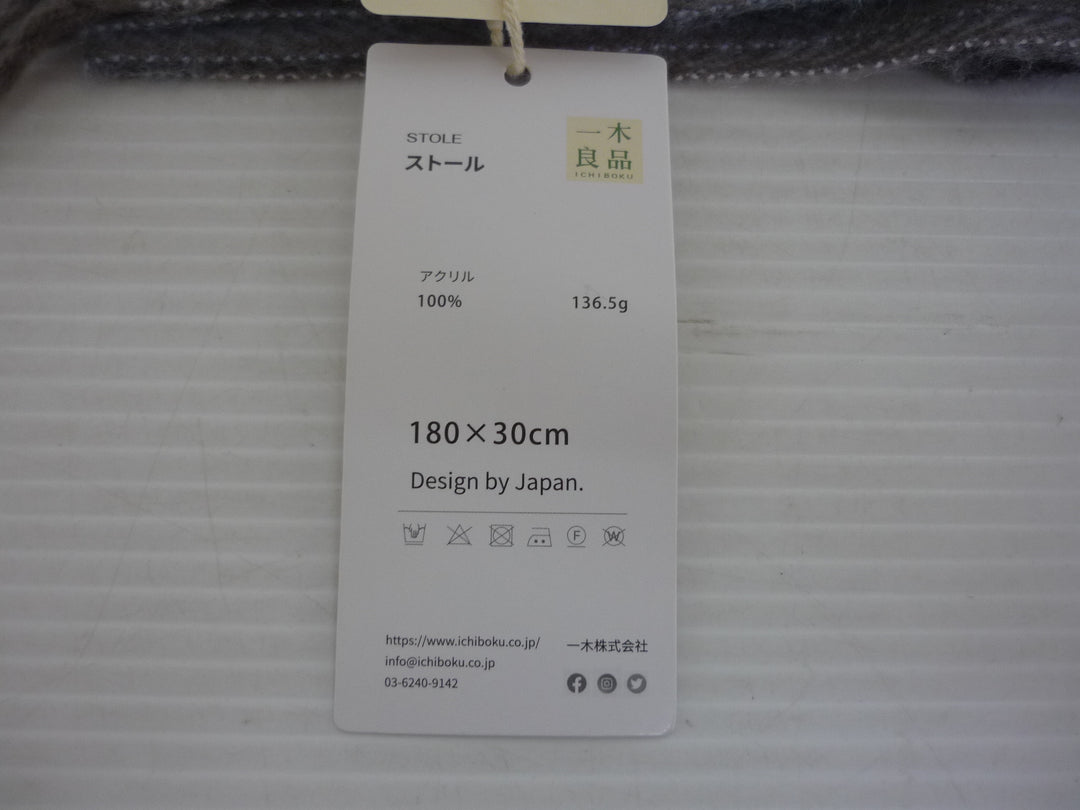 STOLE
ストール
一木
良品
ICHIBOKU
アクリル
100%
136.5g
180×30cm
Design by Japan.
F
W
https://www.ichiboku.co.jp/
info@ichiboku.co.jp
03-6240-9142
一木株式会社